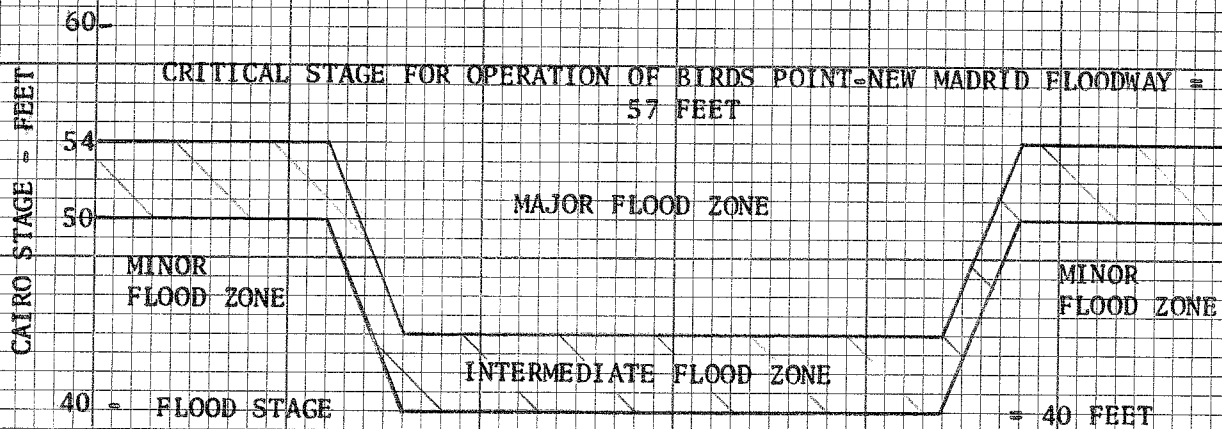 60
CRITICAL STAGE FOR OPERATION OF BIRDS POINT-NEW MADRID FLOODWAY =
57 FEET
CAIRO STAGE - FEET
54
MAJOR FLOOD ZONE
50
MINOR
FLOOD ZONE
MINOR
FLOOD ZONE
INTERMEDIATE FLOOD ZONE
40 - FLOOD STAGE = 40 FEET